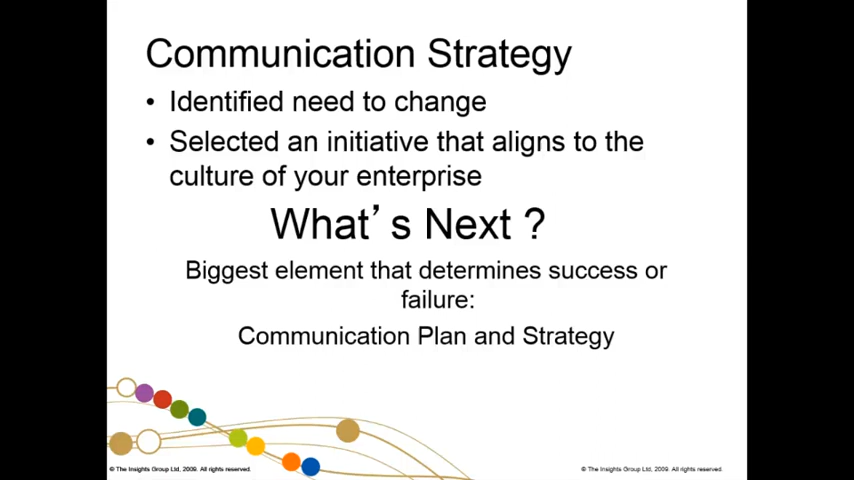 Communication Strategy
• Identified need to change
• Selected an initiative that aligns to the
culture of your enterprise
What’s Next ?
Biggest element that determines success or
failure:
Communication Plan and Strategy
© The Insights Group Ltd, 2009. All rights reserved.
© The Insights Group Ltd, 2009. All rights reserved.